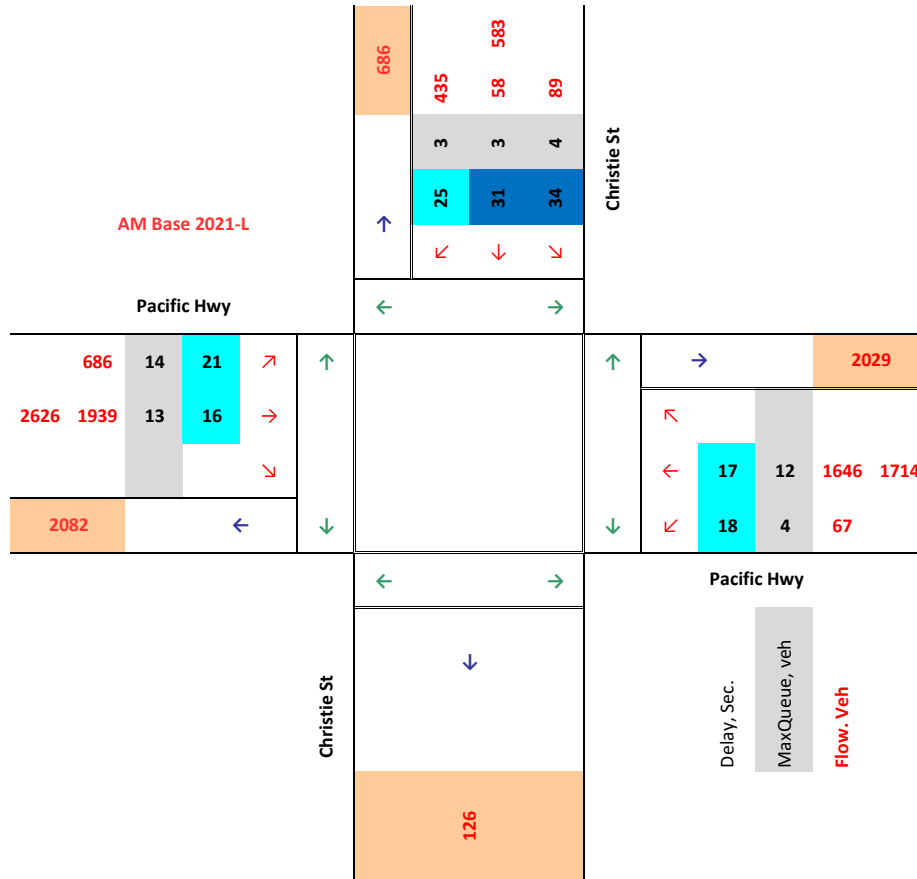 583
686
435 58 89
3 3 4
Christie St
25 31 34
AM Base 2021-L
↑
↙ ↓ ↘
Pacific Hwy
← →
686 14 21 ↗ ↑ ↑ → 2029
2626 1939 13 16 → ↖
↘ ← 17 12 1646 1714
2082 ← ↓ ↓ ↙ 18 4 67
← →
Pacific Hwy
↓
Christie St
Delay, Sec.
MaxQueue, veh
Flow. Veh
126